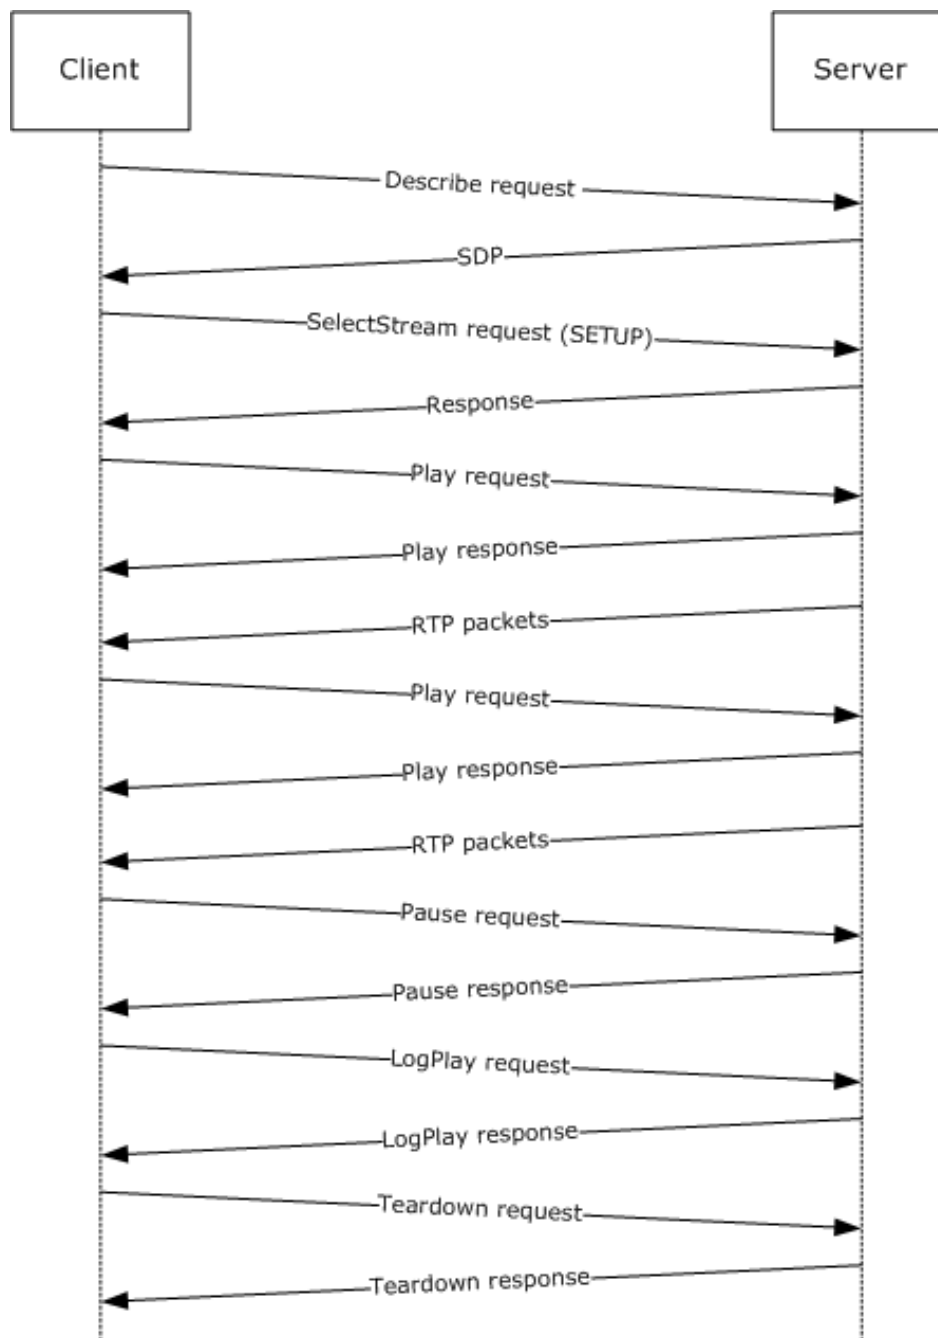 Client
Server
Describe request
SDP
SelectStream request (SETUP)
Response
Play request
Play response
RTP packets
Play request
Play response
RTP packets
Pause request
Pause response
LogPlay request
LogPlay response
Teardown request
Teardown response